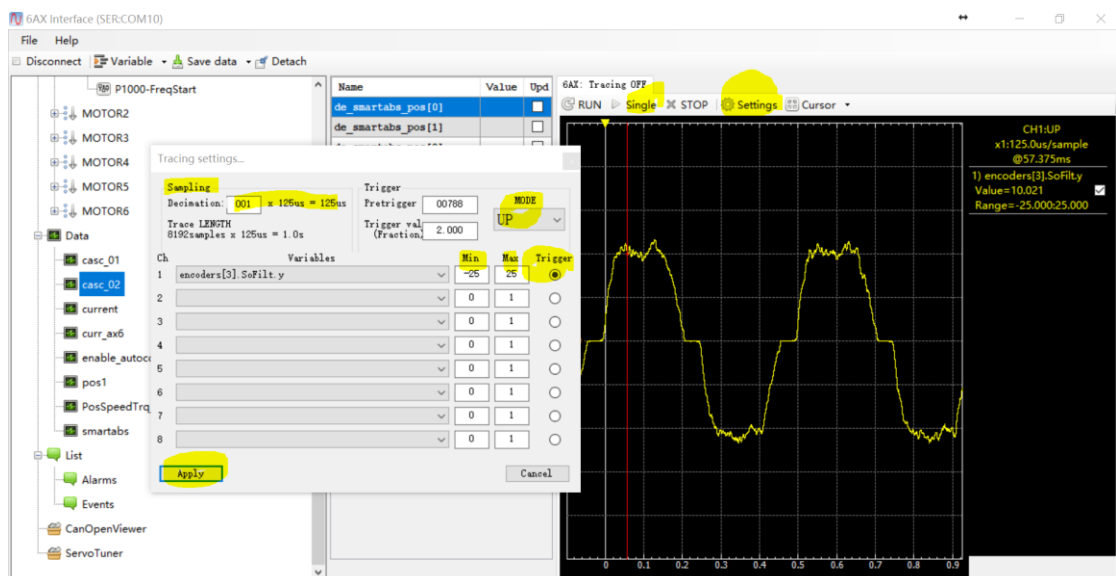 6AX Interface (SER:COM10)
File Help
Disconnect Variable Save data Detach
P1000-FreqStart
MOTOR2
MOTOR3
MOTOR4
MOTOR5
MOTOR6
Data
casc_01
casc_02
current
curr_ax6
enable_autoco
pos1
PosSpeedTrq
smartabs
List
Alarms
Events
CanOpenViewer
ServoTuner
Name Value Upd
de_smartabs_pos[0]
de_smartabs_pos[1]
Tracing settings...
Sampling
Decimation: 001 x 125us = 125us
Trace LENGTH
8192samples x 125us = 1.0s
Trigger
Pretrigger 00788
Trigger val
(Fraction) 2.000
MODE
UP
Ch Variables Min Max Trigger
1 encoders[3].SoFilt.y -25 25
2 0 1
3 0 1
4 0 1
5 0 1
6 0 1
7 0 1
8 0 1
Apply Cancel
6AX: Tracing OFF
RUN Single STOP Settings Cursor
CH1:UP
x1:125.0us/sample
@57.375ms
1) encoders[3].SoFilt.y
Value=10.021
Range=-25.000:25.000
0 0.1 0.2 0.3 0.4 0.5 0.6 0.7 0.8 0.9